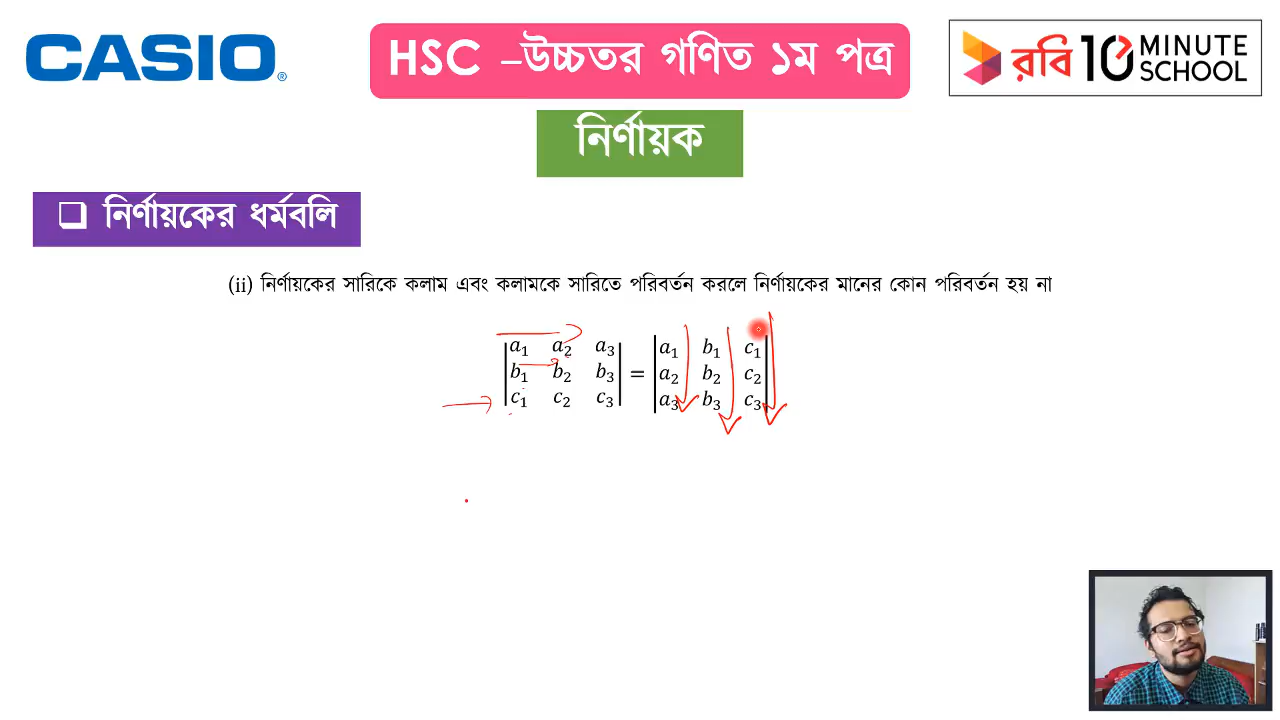 CASIO®
HSC –উচ্চতর গণিত ১ম পত্র
রবি 10 MINUTE SCHOOL
নির্ণায়ক
❑ নির্ণায়কের ধর্মবলি
(ii) নির্ণায়কের সারিকে কলাম এবং কলামকে সারিতে পরিবর্তন করলে নির্ণায়কের মানের কোন পরিবর্তন হয় না
|a₁ a₂ a₃| = |a₁ b₁ c₁|
|b₁ b₂ b₃| |a₂ b₂ c₂|
|c₁ c₂ c₃| |a₃ b₃ c₃|